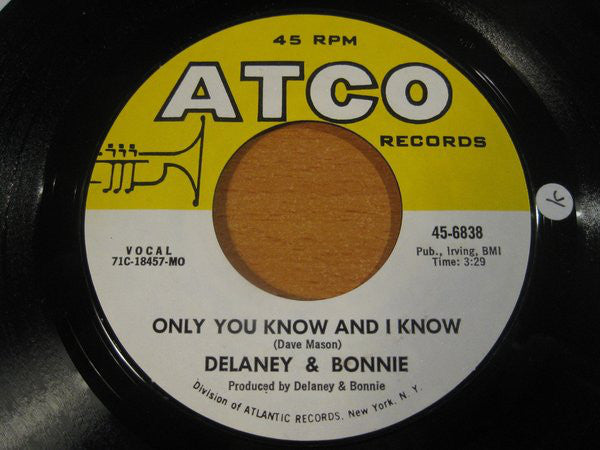 45 RPM
ATCO
RECORDS
45-6838
Pub., Irving, BMI
Time: 3:29
VOCAL
71C-18457-MO
ONLY YOU KNOW AND I KNOW
(Dave Mason)
DELANEY & BONNIE
Produced by Delaney & Bonnie
Division of ATLANTIC RECORDS, New York, N. Y.
k